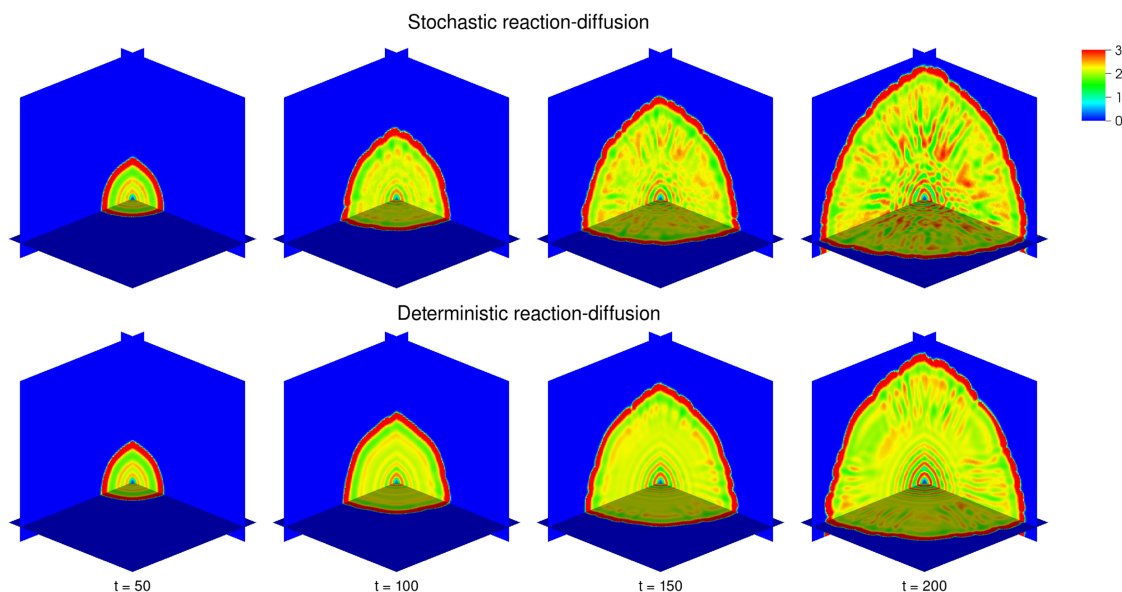 Stochastic reaction-diffusion
3
2
1
0
Deterministic reaction-diffusion
t = 50
t = 100
t = 150
t = 200